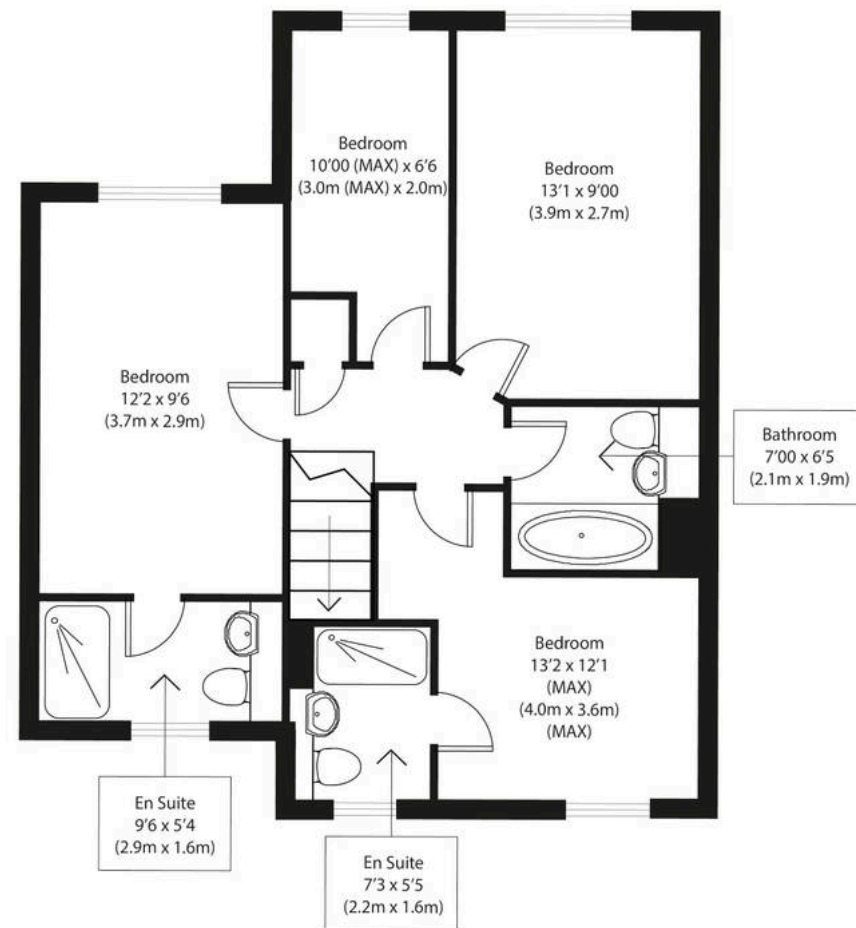 Bedroom
10'00 (MAX) x 6'6
(3.0m (MAX) x 2.0m)
Bedroom
13'1 x 9'00
(3.9m x 2.7m)
Bedroom
12'2 x 9'6
(3.7m x 2.9m)
Bathroom
7'00 x 6'5
(2.1m x 1.9m)
Bedroom
13'2 x 12'1
(MAX)
(4.0m x 3.6m)
(MAX)
En Suite
9'6 x 5'4
(2.9m x 1.6m)
En Suite
7'3 x 5'5
(2.2m x 1.6m)